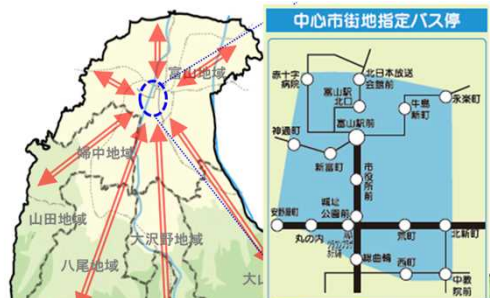 中心市街地指定バス停
富山地域
婦中地域
山田地域
大沢野地域
八尾地域
大山
赤十字
病院
北日本放送
会館前
富山駅
北口
牛島
新町
永楽町
富山駅前
神通町
新富町
市役所前
城址
公園前
安野屋町
丸の内
荒町
北新町
総曲輪
西町
中教
院前